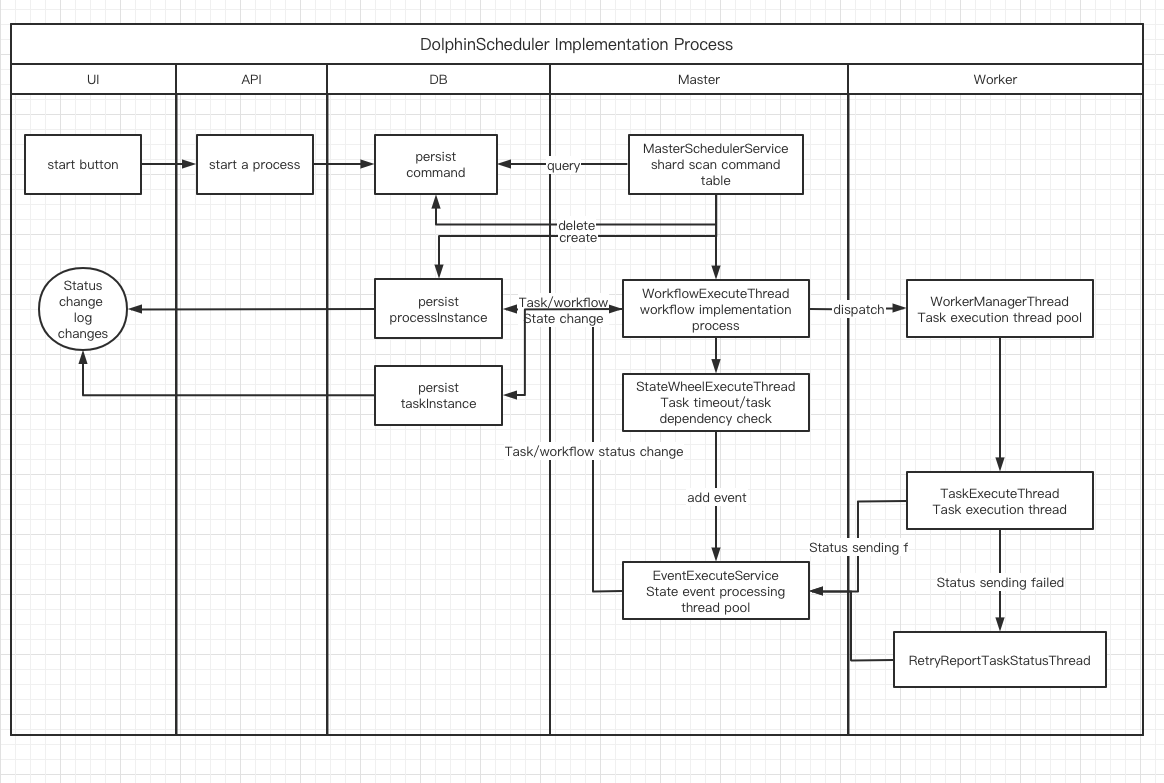 DolphinScheduler Implementation Process
UI
API
DB
Master
Worker
start button
start a process
persist
command
query
MasterSchedulerService
shard scan command
table
delete
create
Status
change
log
changes
persist
processInstance
Task/workflow
State change
WorkflowExecuteThread
workflow implementation
process
dispatch
WorkerManagerThread
Task execution thread pool
persist
taskInstance
StateWheelExecuteThread
Task timeout/task
dependency check
Task/workflow status change
add event
TaskExecuteThread
Task execution thread
Status sending f
EventExecuteService
State event processing
thread pool
Status sending failed
RetryReportTaskStatusThread